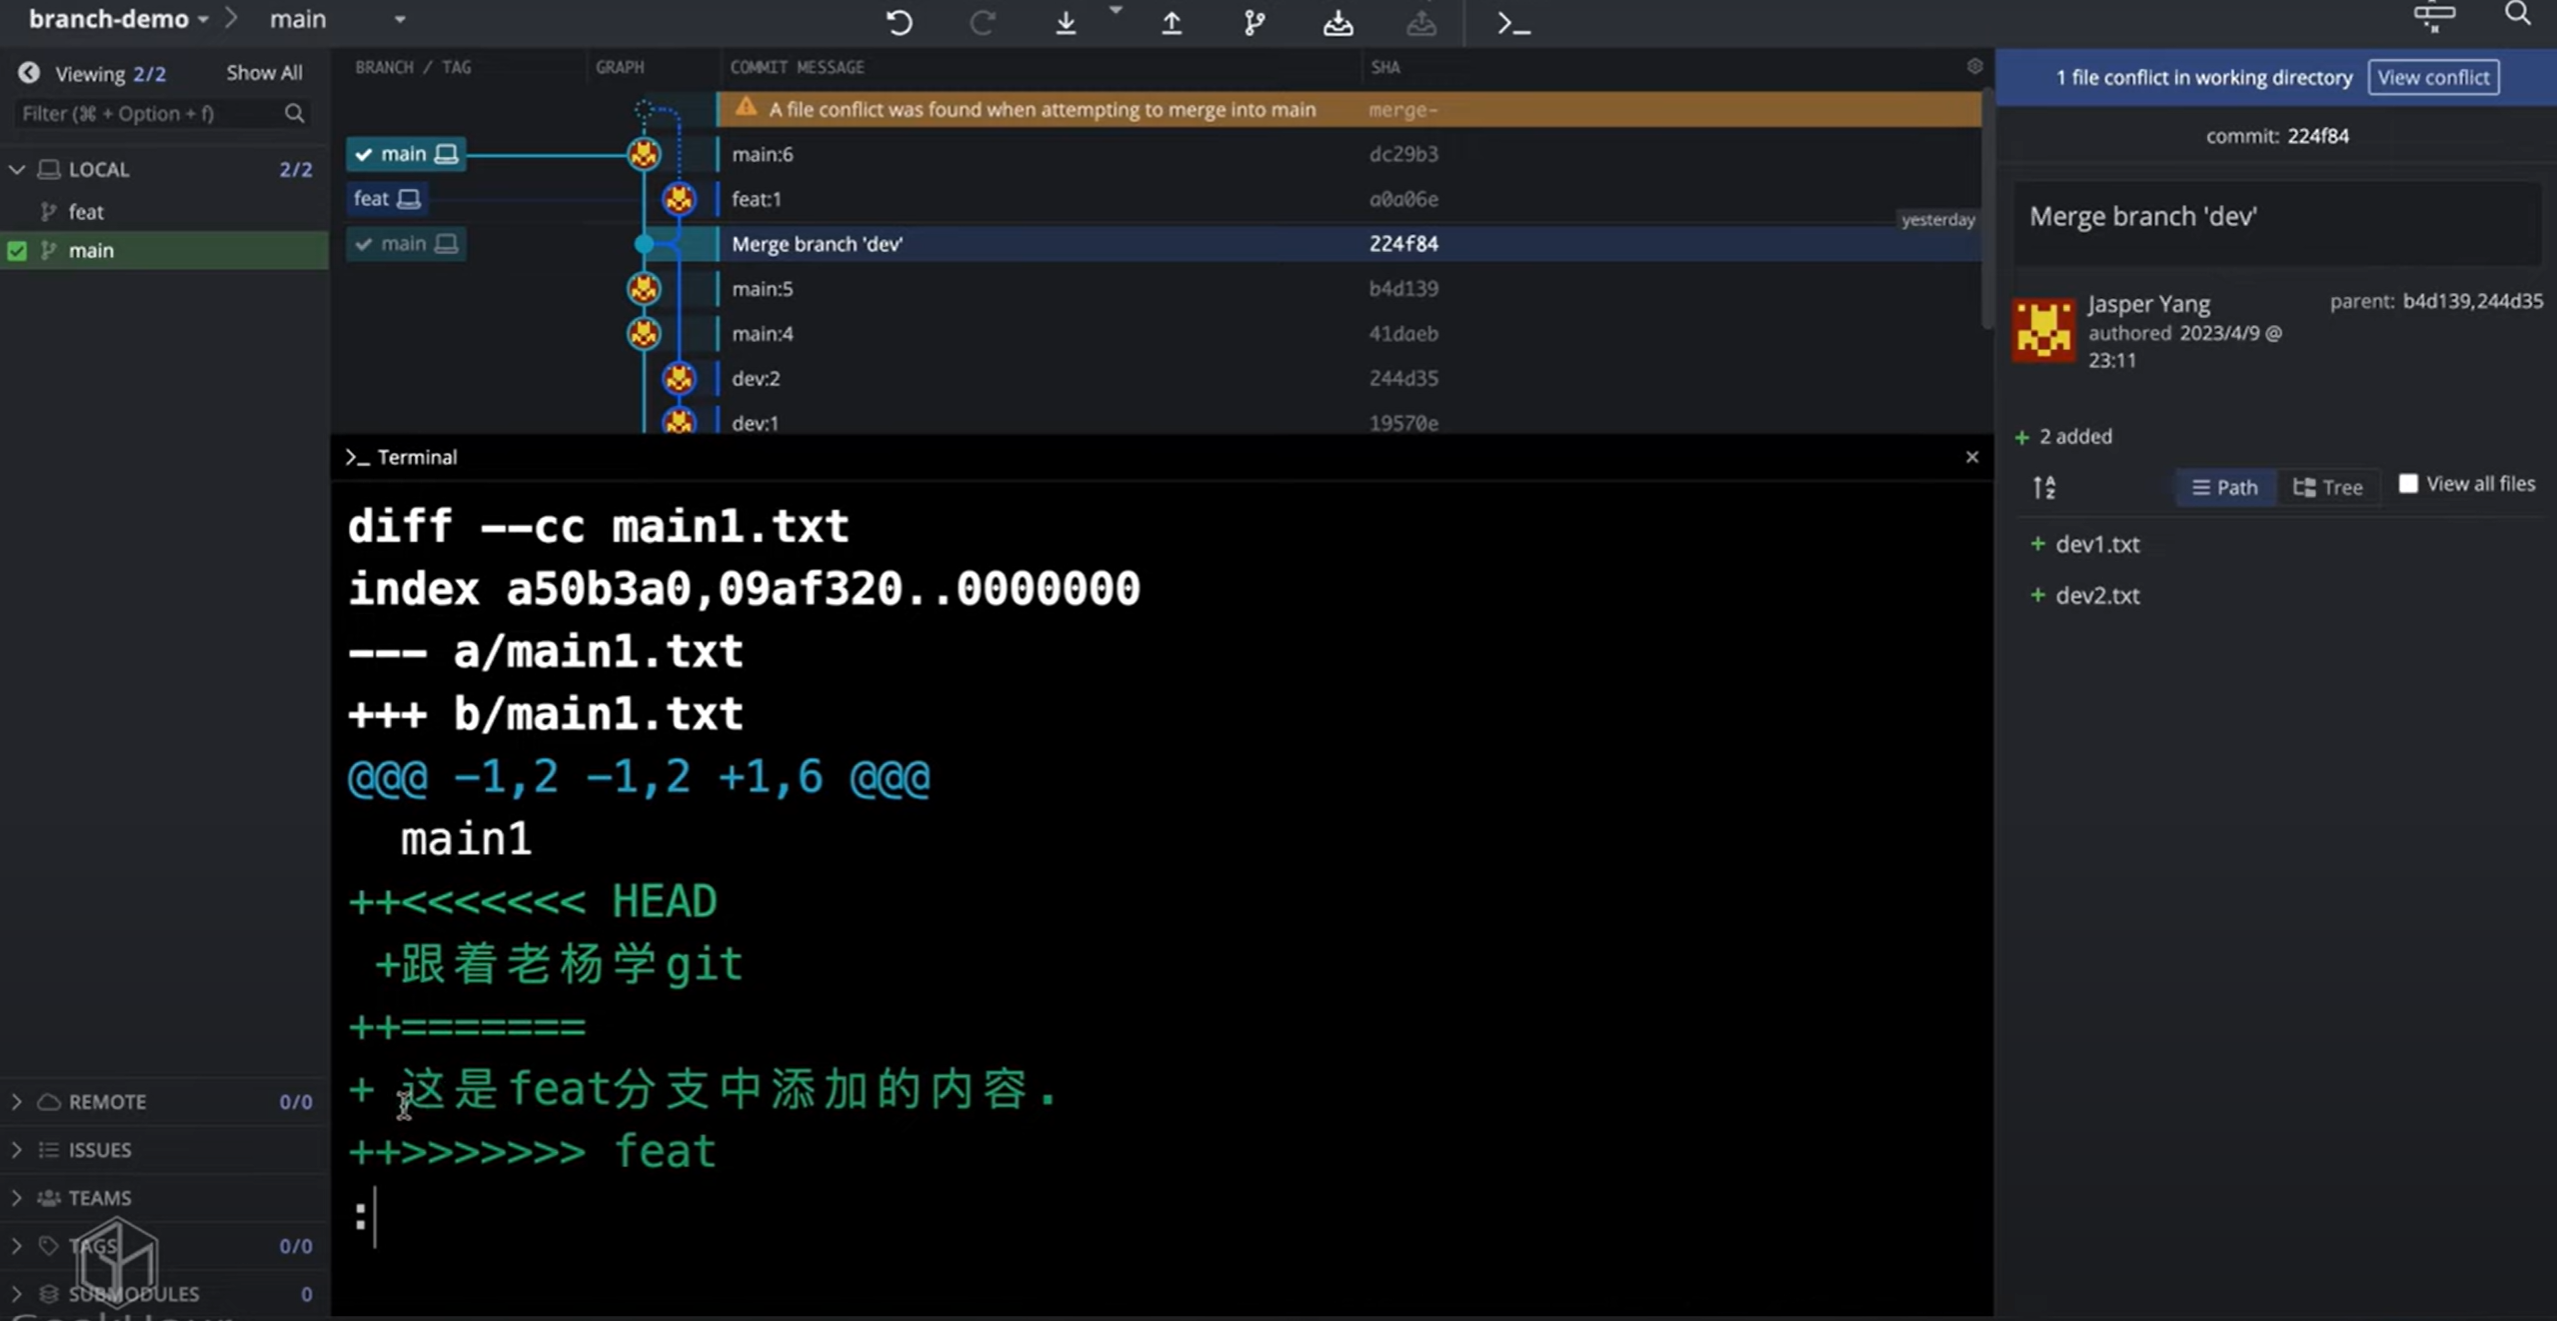 branch-demo main
Viewing 2/2 Show All
Filter (⌘ + Option + f)
LOCAL 2/2
feat
main
REMOTE 0/0
ISSUES
TEAMS
TAGS 0/0
SUBMODULES 0
BRANCH / TAG GRAPH COMMIT MESSAGE SHA
A file conflict was found when attempting to merge into main merge-
main main:6 dc29b3
feat feat:1 a0a06e
yesterday
main Merge branch 'dev' 224f84
main:5 b4d139
main:4 41daeb
dev:2 244d35
dev:1 19570e
>_ Terminal ×
diff --cc main1.txt
index a50b3a0,09af320..0000000
--- a/main1.txt
+++ b/main1.txt
@@@ -1,2 -1,2 +1,6 @@@
  main1
++<<<<<<< HEAD
 +跟着老杨学git
++=======
+ 这是feat分支中添加的内容.
++>>>>>>> feat
:
1 file conflict in working directory View conflict
commit: 224f84
Merge branch 'dev'
Jasper Yang parent: b4d139,244d35
authored 2023/4/9 @
23:11
+ 2 added
Path Tree View all files
+ dev1.txt
+ dev2.txt